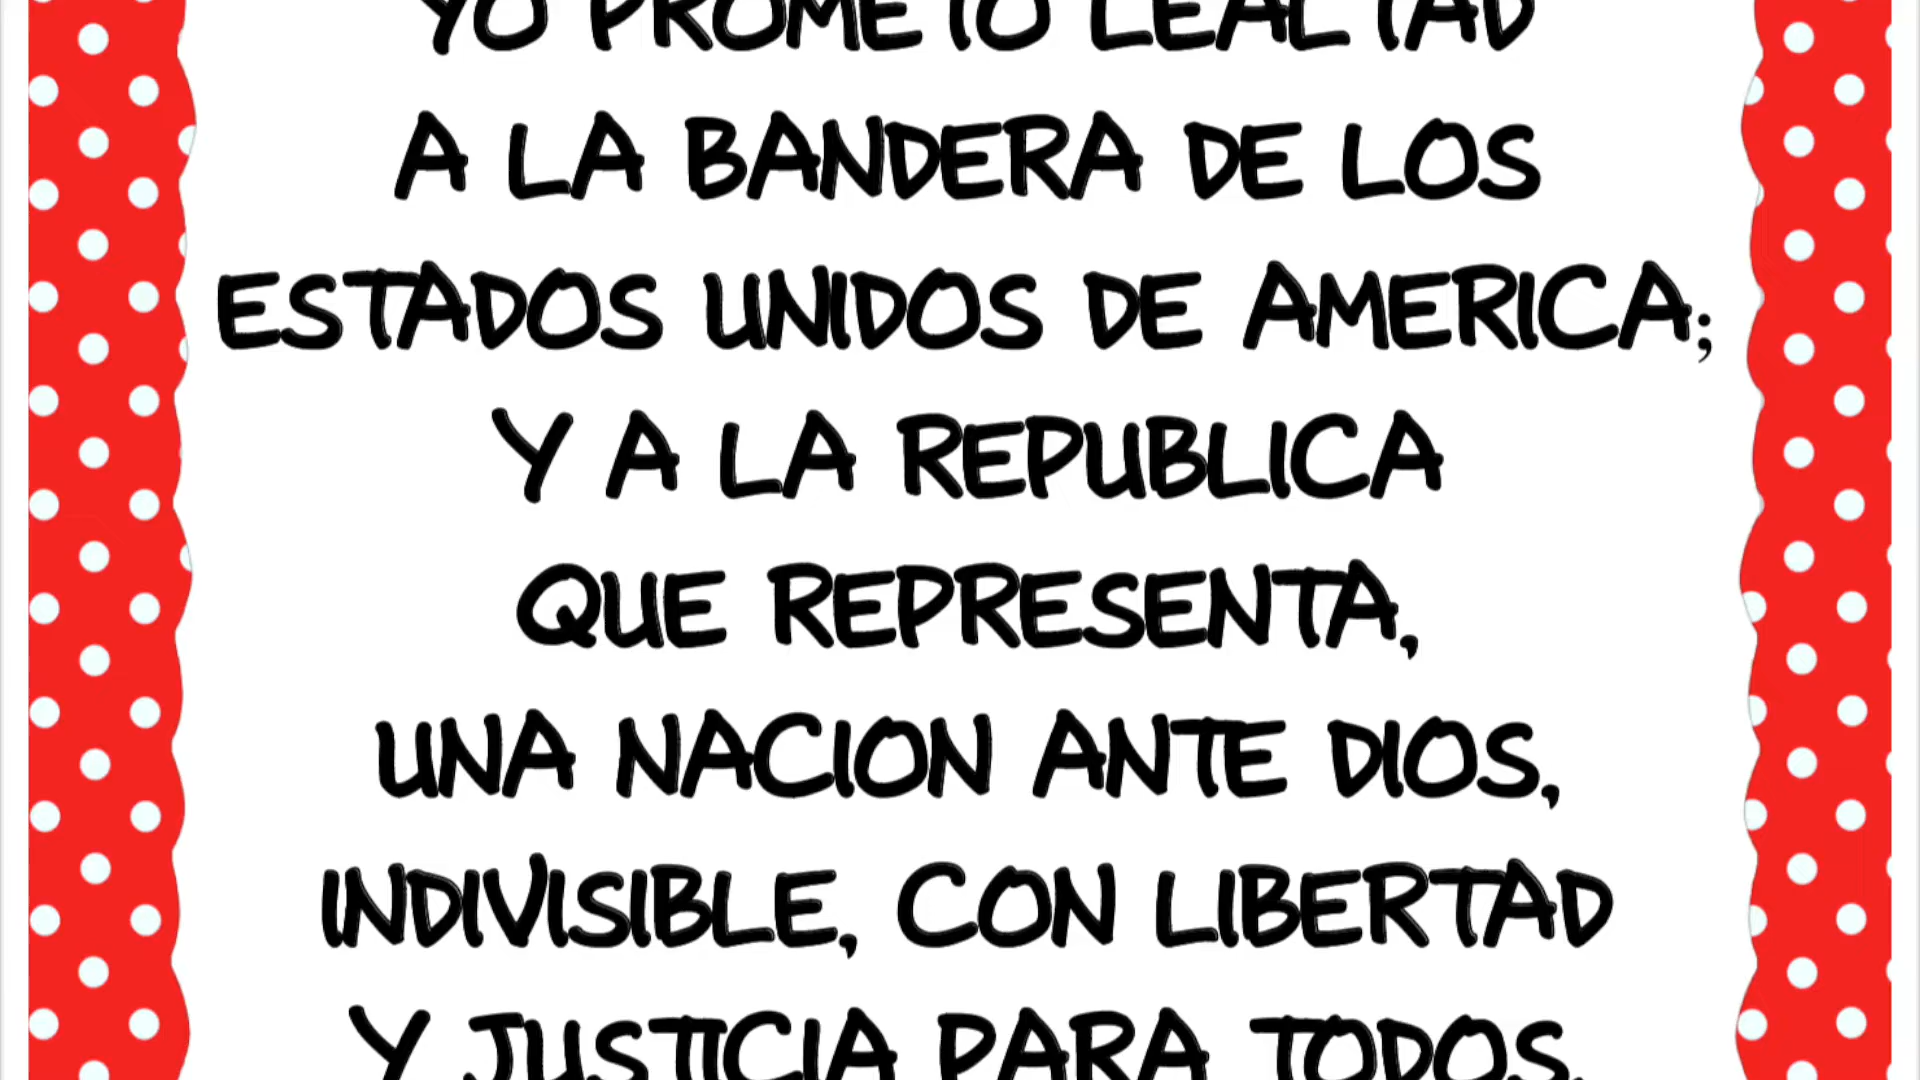 YO PROMETO LEALTAD
A LA BANDERA DE LOS
ESTADOS UNIDOS DE AMERICA;
Y A LA REPUBLICA
QUE REPRESENTA,
UNA NACION ANTE DIOS,
INDIVISIBLE, CON LIBERTAD
Y JUSTICIA PARA TODOS.